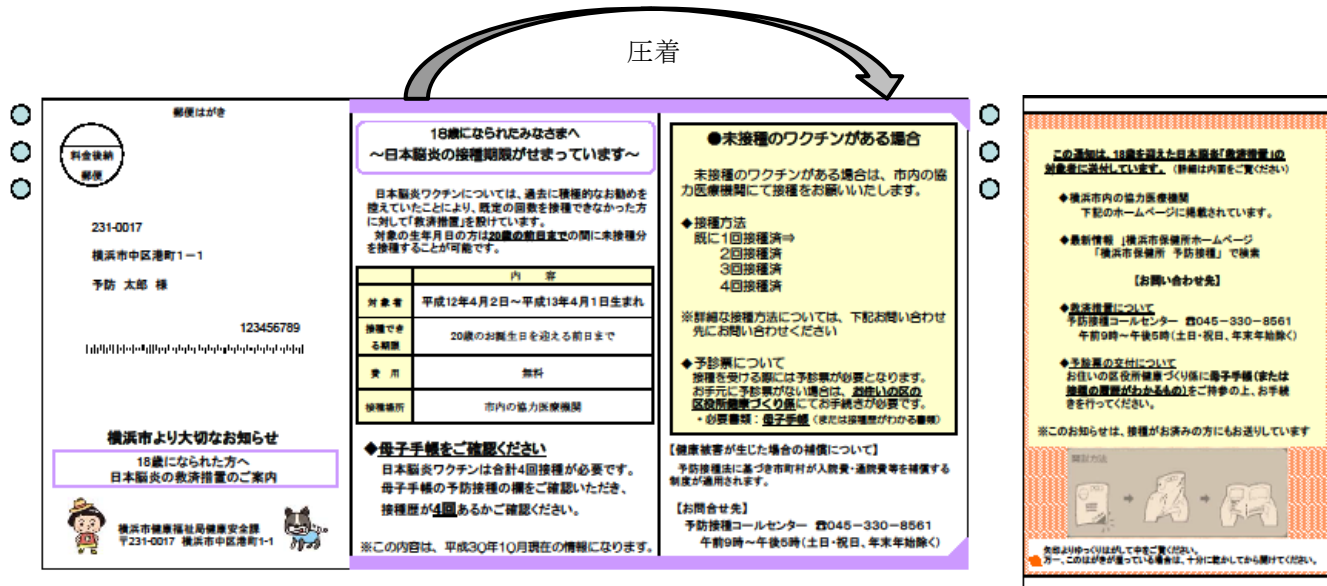 圧着
郵便はがき
料金後納
郵便
231-0017
横浜市中区港町1－1
予防 太郎 様
123456789
横浜市より大切なお知らせ
18歳になられた方へ
日本脳炎の救済措置のご案内
横浜市健康福祉局健康安全課
〒231-0017 横浜市中区港町1-1
18歳になられたみなさまへ
～日本脳炎の接種期限がせまっています～
日本脳炎ワクチンについては、過去に積極的なお勧めを
控えていたことにより、既定の回数を接種できなかった方
に対して「救済措置」を設けています。
対象の生年月日の方は20歳の前日までの間に未接種分
を接種することが可能です。
内 容
対象者 平成12年4月2日～平成13年4月1日生まれ
接種でき
る期限 20歳のお誕生日を迎える前日まで
費 用 無料
接種場所 市内の協力医療機関
◆母子手帳をご確認ください
日本脳炎ワクチンは合計4回接種が必要です。
母子手帳の予防接種の欄をご確認いただき、
接種歴が4回あるかご確認ください。
※この内容は、平成30年10月現在の情報になります。
●未接種のワクチンがある場合
未接種のワクチンがある場合は、市内の協
力医療機関にて接種をお願いいたします。
◆接種方法
既に1回接種済⇒
2回接種済
3回接種済
4回接種済
※詳細な接種方法については、下記お問い合わせ
先にお問い合わせください
◆予診票について
接種を受ける際には予診票が必要となります。
お手元に予診票がない場合は、お住いの区の
区役所健康づくり係にてお手続きが必要です。
・必要書類：母子手帳（または接種歴がわかる書類）
【健康被害が生じた場合の補償について】
予防接種法に基づき市町村が入院費・通院費等を補償する
制度が適用されます。
【お問合せ先】
予防接種コールセンター ☎045－330－8561
午前9時～午後5時（土日・祝日、年末年始除く）
この通知は、18歳を迎えた日本脳炎「救済措置」の
対象者に送付しています。（詳細は内面をご覧ください）
◆横浜市内の協力医療機関
下記のホームページに掲載されています。
◆最新情報 横浜市保健所ホームページ
「横浜市保健所 予防接種」で検索
【お問い合わせ先】
◆救済措置について
予防接種コールセンター ☎045－330－8561
午前9時～午後5時（土日・祝日、年末年始除く）
◆予診票の交付について
お住いの区役所健康づくり係に母子手帳（または
接種の履歴がわかるもの）をご持参の上、お手続
きを行ってください。
※このお知らせは、接種がお済みの方にもお送りしています
開封方法
矢印よりゆっくりはがして中をご覧ください。
万一、このはがきが湿っている場合は、十分に乾かしてから開けてください。